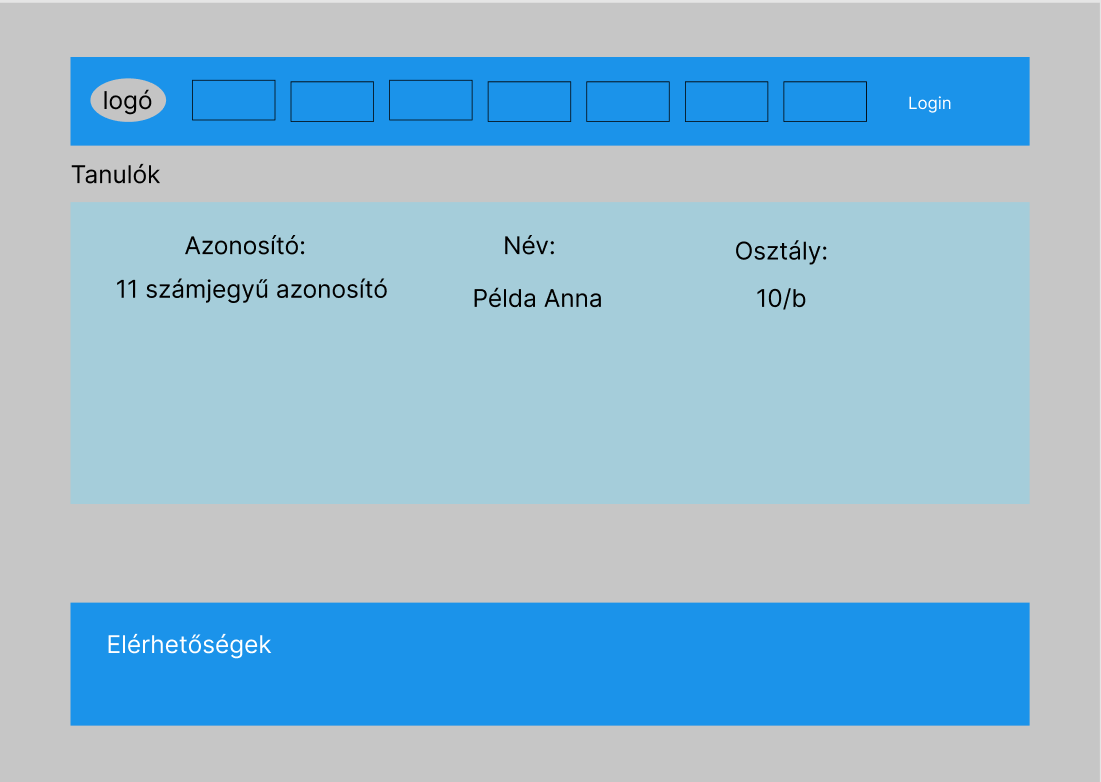 logó
Login
Tanulók
Azonosító:
Név:
Osztály:
11 számjegyű azonosító
Példa Anna
10/b
Elérhetőségek